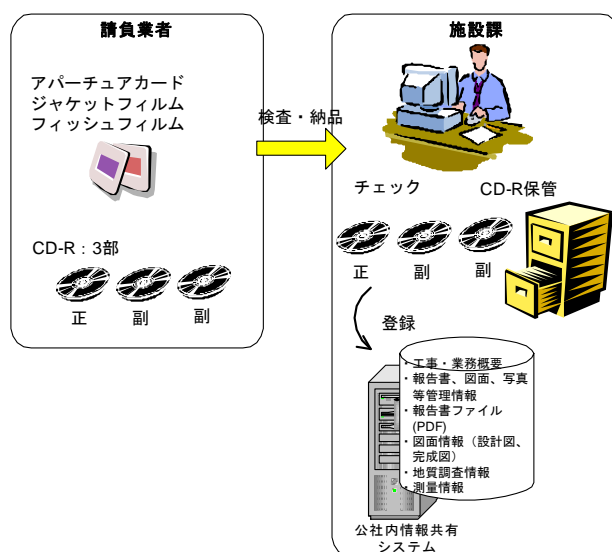 請負業者
アパーチュアカード
ジャケットフィルム
フィッシュフィルム
CD-R：3部
正 副 副
検査・納品
施設課
チェック CD-R保管
正 副 副
登録
・工事・業務概要
・報告書、図面、写真
等管理情報
・報告書ファイル
(PDF)
・図面情報（設計図、
完成図）
・地質調査情報
・測量情報
公社内情報共有
システム